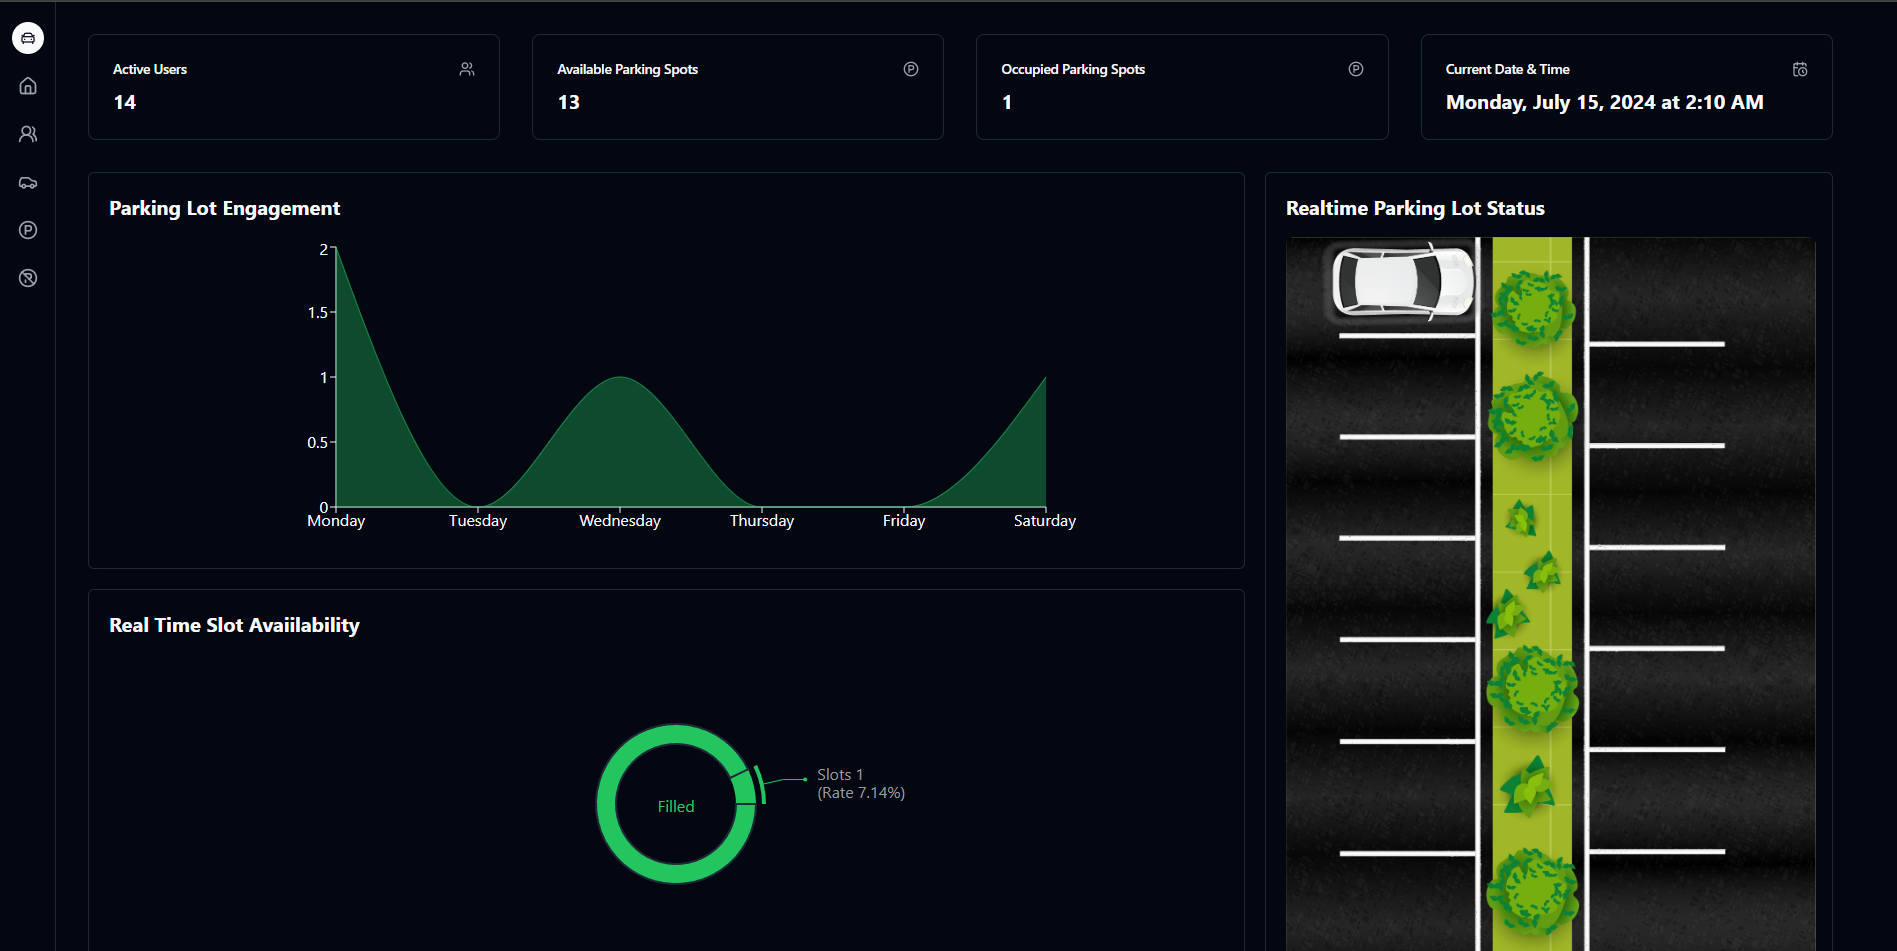 Active Users
14
Available Parking Spots
13
Occupied Parking Spots
1
Current Date & Time
Monday, July 15, 2024 at 2:10 AM
Parking Lot Engagement
2
1.5
1
0.5
0
Monday Tuesday Wednesday Thursday Friday Saturday
Real Time Slot Avaiilability
Filled
Slots 1
(Rate 7.14%)
Realtime Parking Lot Status